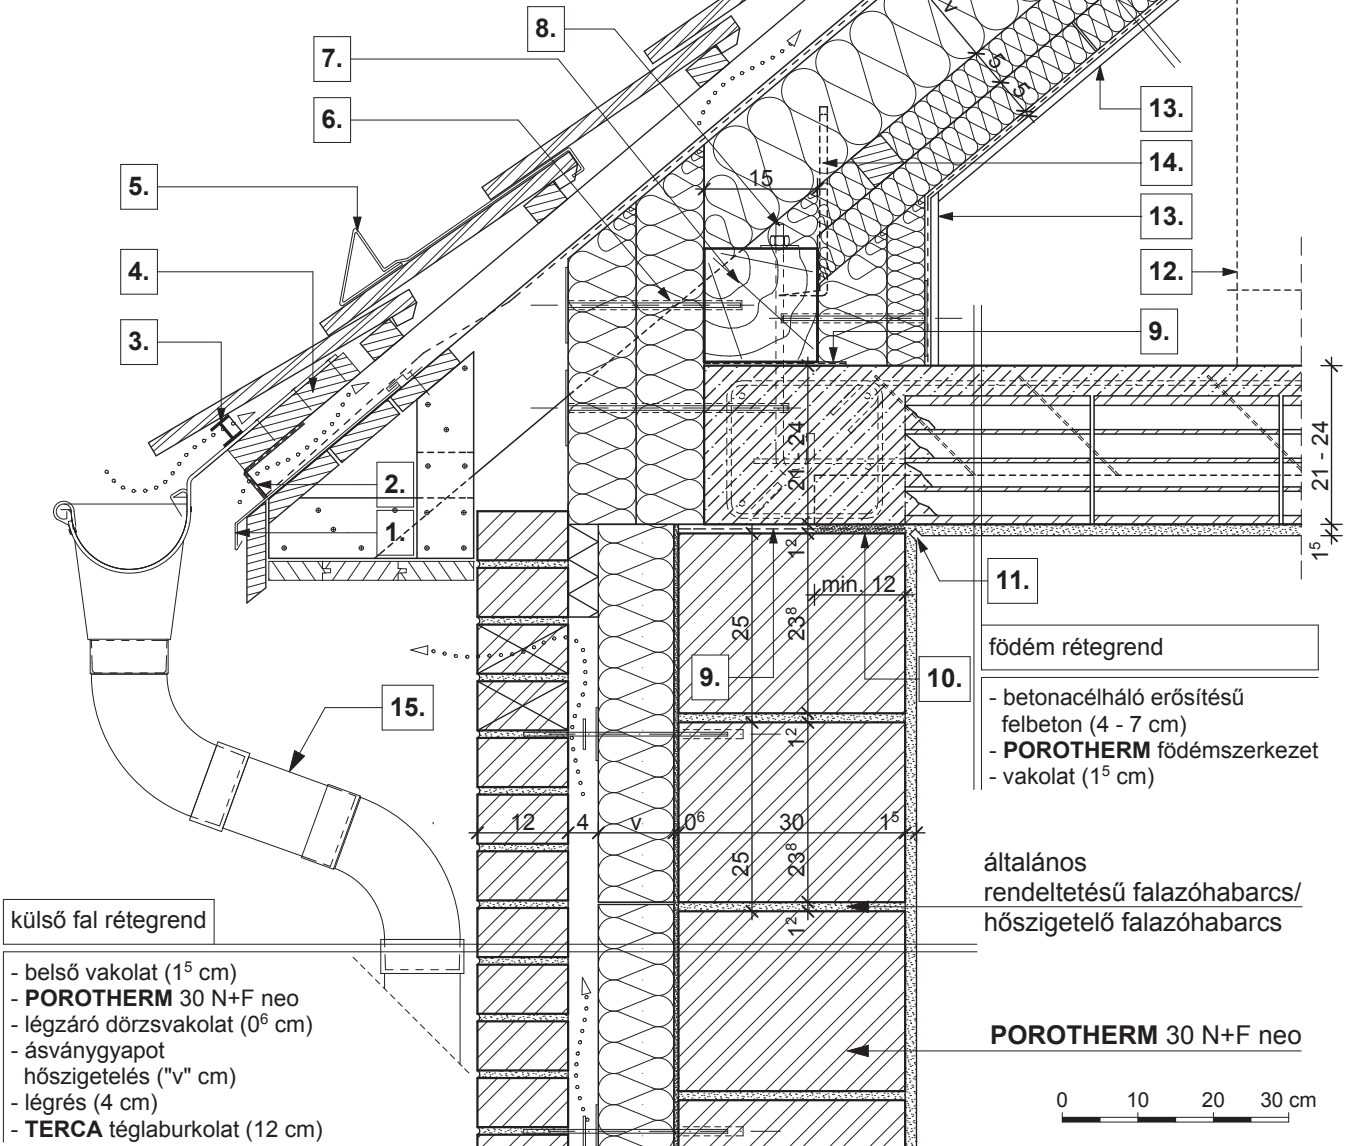 8.
7.
6.
5.
4.
3.
2.
1.
v
5
5
13.
14.
13.
12.
9.
15
21 - 24
21 - 24
1⁵
11.
min. 12
1²
25
23⁸
9.
10.
1²
födém rétegrend
- betonacélháló erősítésű
felbeton (4 - 7 cm)
- POROTHERM födémszerkezet
- vakolat (1⁵ cm)
15.
12
4
v
0⁶
30
1⁵
25
23⁸
1²
általános
rendeltetésű falazóhabarcs/
hőszigetelő falazóhabarcs
külső fal rétegrend
- belső vakolat (1⁵ cm)
- POROTHERM 30 N+F neo
- légzáró dörzsvakolat (0⁶ cm)
- ásványgyapot
hőszigetelés ("v" cm)
- légrés (4 cm)
- TERCA téglaburkolat (12 cm)
POROTHERM 30 N+F neo
0 10 20 30 cm